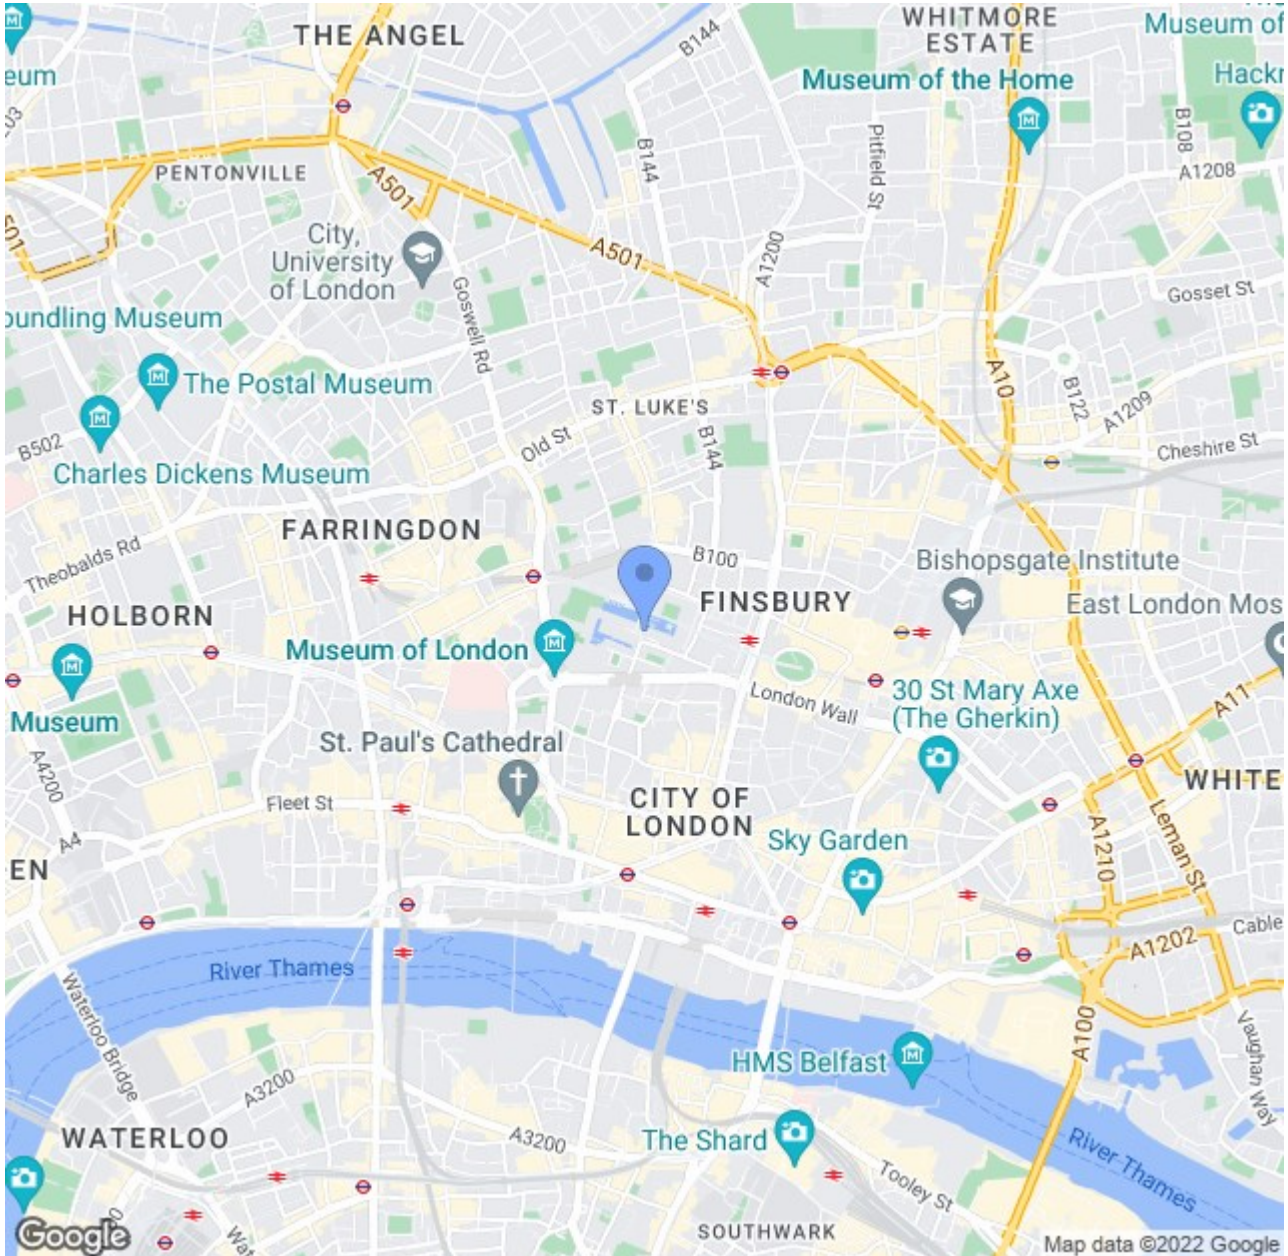 THE ANGEL
B144
WHITMORE
ESTATE
Museum of
eum
Museum of the Home
Hackr
B108
A1208
PENTONVILLE
A501
B144
Pitfield St
City,
University
of London
A501
A1200
Goswell Rd
Gosset St
oundling Museum
The Postal Museum
ST. LUKE'S
A10
B122
A1209
B502
Old St
B144
Cheshire St
Charles Dickens Museum
FARRINGDON
Theobalds Rd
B100
Bishopsgate Institute
HOLBORN
FINSBURY
East London Mos
Museum of London
London Wall
30 St Mary Axe
(The Gherkin)
A11
Museum
St. Paul's Cathedral
A4200
Fleet St
CITY OF
LONDON
WHITE
A4
Sky Garden
A1210
Leman St
EN
Cable
A1202
River Thames
Waterloo Bridge
A100
Vaughan Way
HMS Belfast
A3200
WATERLOO
A3200
The Shard
River Thames
Tooley St
SOUTHWARK
Google
Map data ©2022 Google